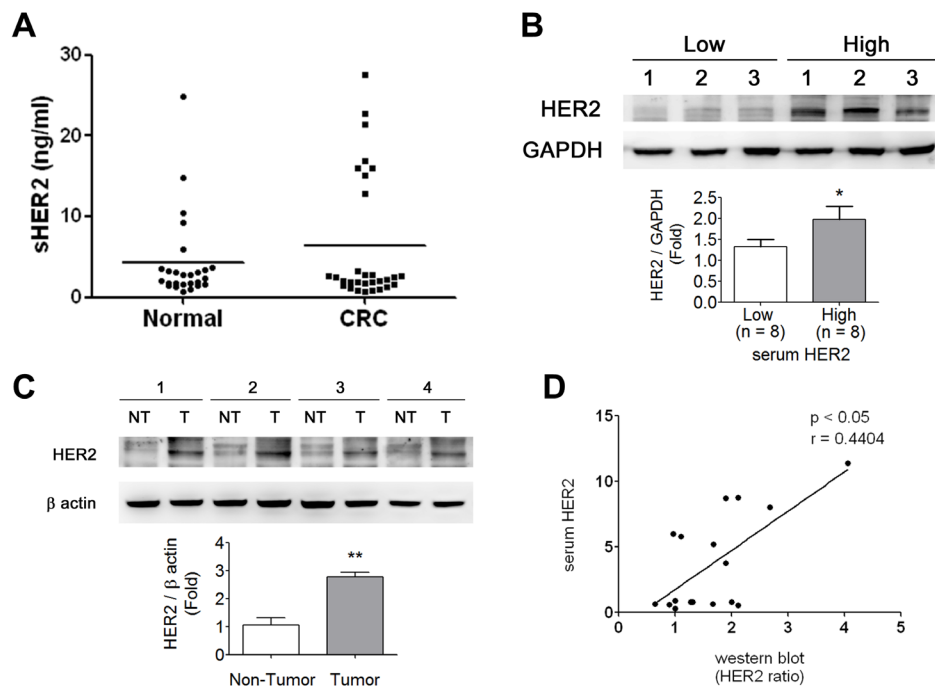 A
30
20
10
0
sHER2 (ng/ml)
Normal CRC
B
Low High
1 2 3 1 2 3
HER2
GAPDH
*
2.5
2.0
1.5
1.0
0.5
0.0
HER2 / GAPDH
(Fold)
Low High
(n = 8) (n = 8)
serum HER2
C
1 2 3 4
NT T NT T NT T NT T
HER2
β actin
**
4
3
2
1
0
HER2 / β actin
(Fold)
Non-Tumor Tumor
D
p < 0.05
r = 0.4404
15
10
5
0
serum HER2
0 1 2 3 4 5
western blot
(HER2 ratio)